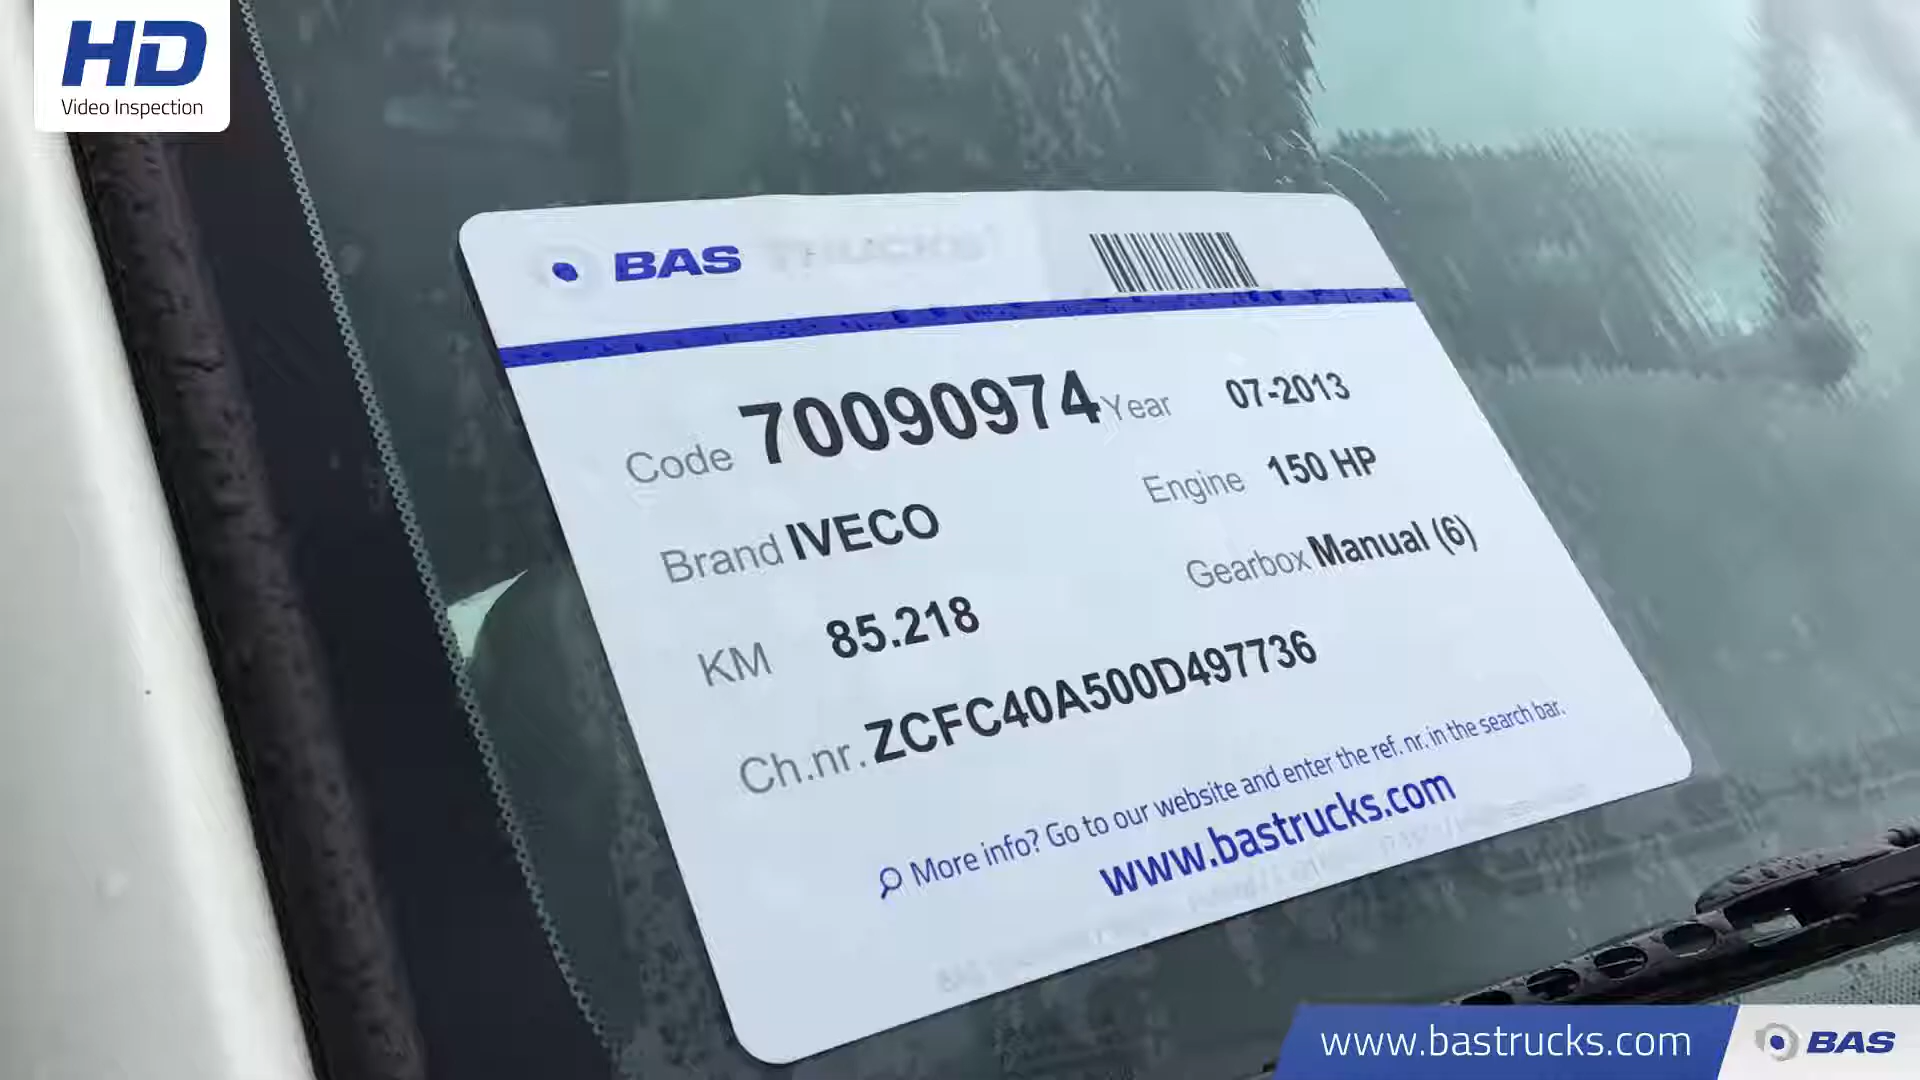 HD
Video Inspection
BAS TRUCKS
Code 70090974 Year 07-2013
Brand IVECO Engine 150 HP
KM 85.218 Gearbox Manual (6)
Ch.nr. ZCFC40A500D497736
More info? Go to our website and enter the ref. nr. in the search bar.
www.bastrucks.com
www.bastrucks.com BAS